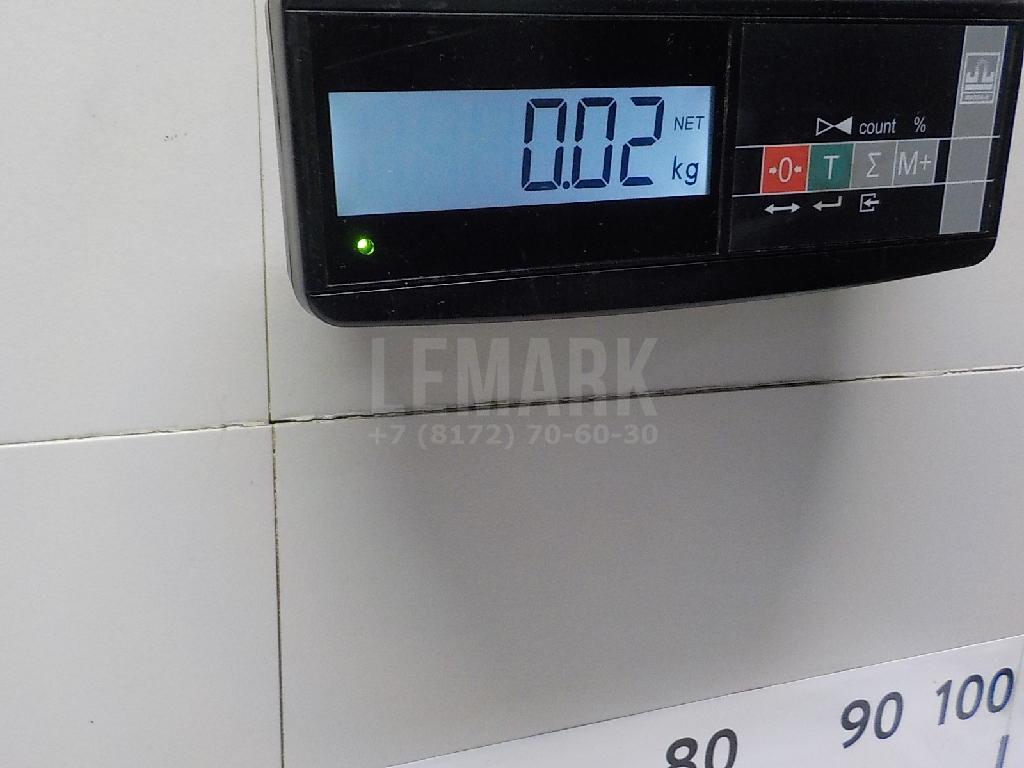 0.02 NET
kg
count %
0 T Σ M+
LEMARK
+7 (8172) 70-60-30
80 90 100